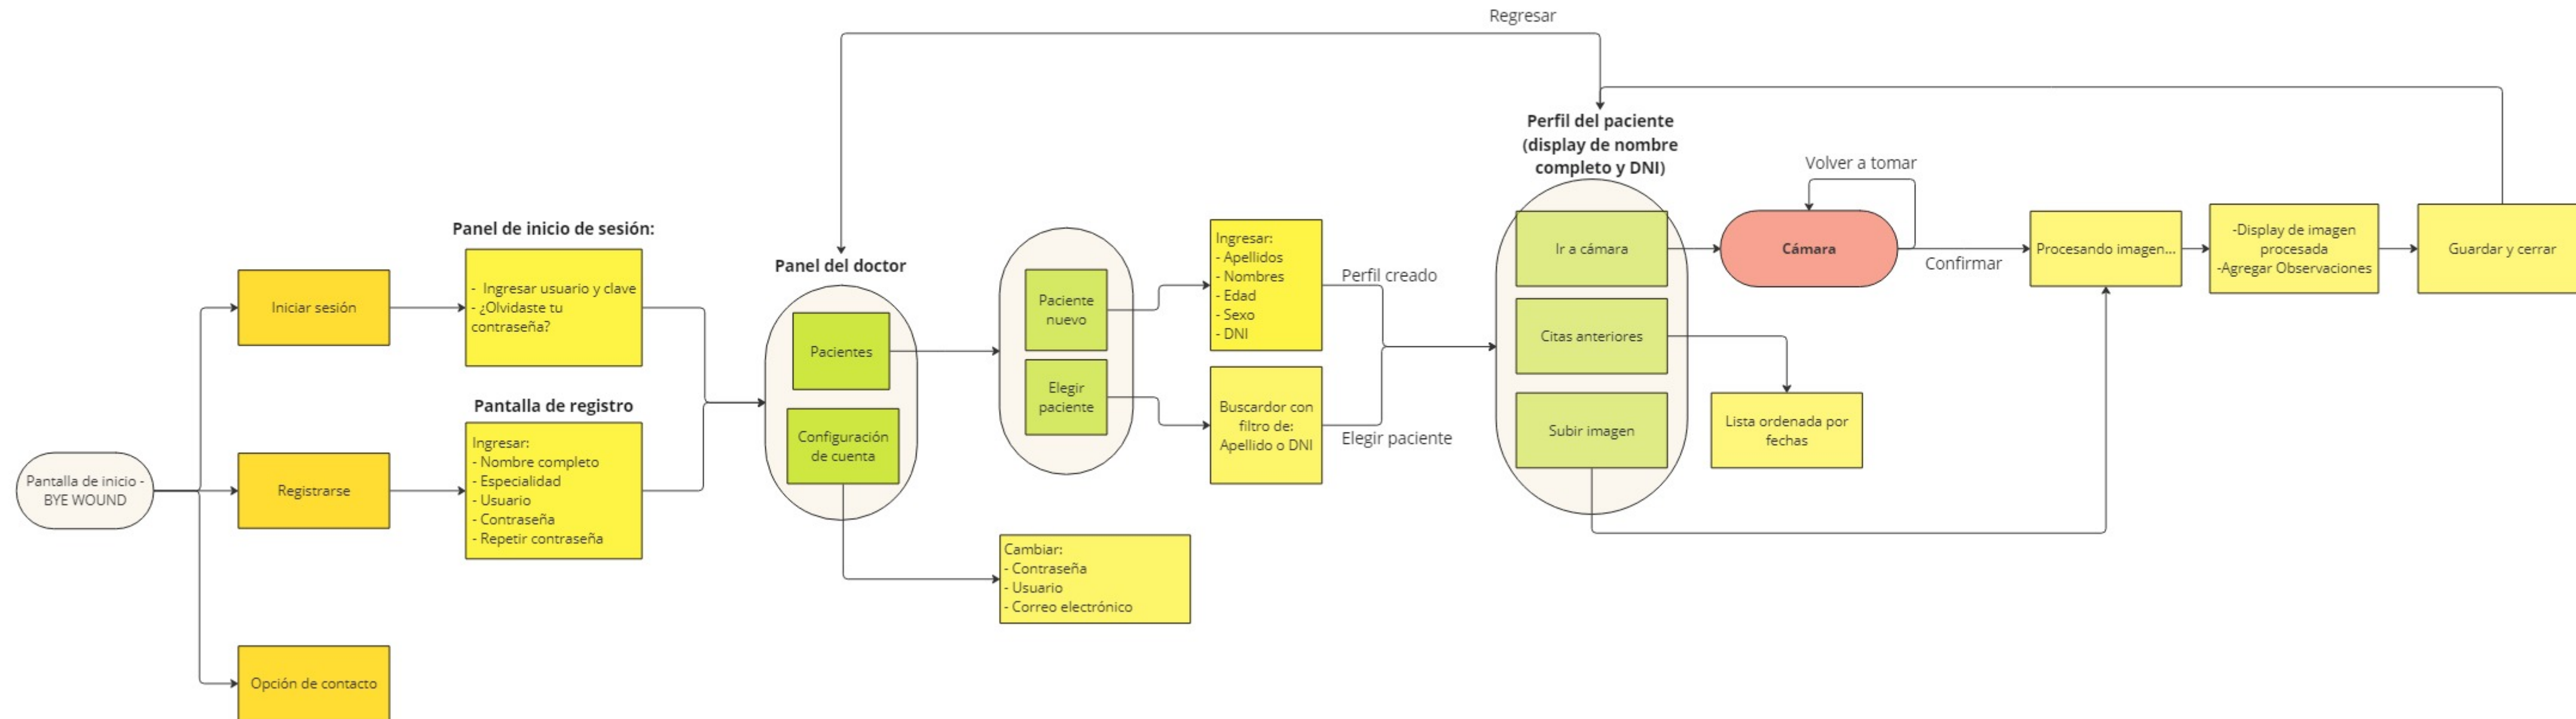 Regresar
Perfil del paciente
(display de nombre
completo y DNI)
Volver a tomar
Panel de inicio de sesión:
Panel del doctor
Pantalla de inicio -
BYE WOUND
Iniciar sesión
-  Ingresar usuario y clave
- ¿Olvidaste tu
contraseña?
Registrarse
Pantalla de registro
Ingresar:
- Nombre completo
- Especialidad
- Usuario
- Contraseña
- Repetir contraseña
Opción de contacto
Pacientes
Configuración
de cuenta
Cambiar:
- Contraseña
- Usuario
- Correo electrónico
Paciente
nuevo
Elegir
paciente
Ingresar:
- Apellidos
- Nombres
- Edad
- Sexo
- DNI
Perfil creado
Buscardor con
filtro de:
Apellido o DNI
Elegir paciente
Ir a cámara
Citas anteriores
Subir imagen
Cámara
Confirmar
Lista ordenada por
fechas
Procesando imagen...
-Display de imagen
procesada
-Agregar Observaciones
Guardar y cerrar